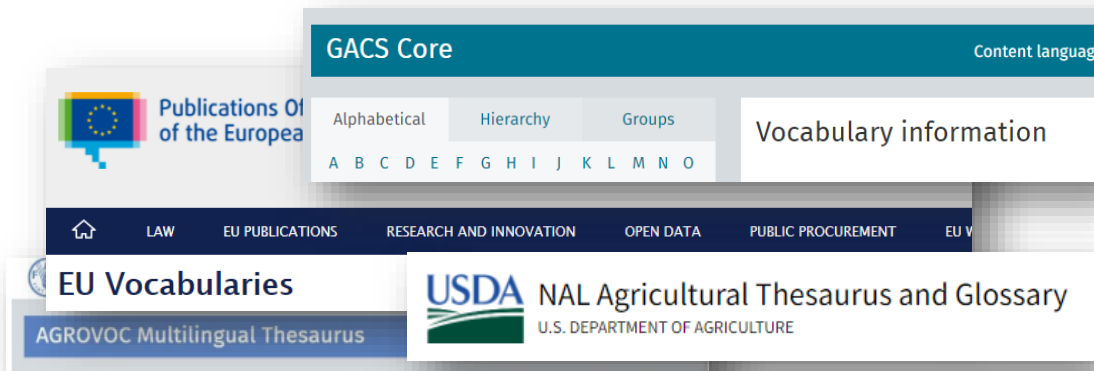 GACS Core
Content languag
Alphabetical Hierarchy Groups
A B C D E F G H I J K L M N O
Vocabulary information
Publications Of
of the Europea
LAW EU PUBLICATIONS RESEARCH AND INNOVATION OPEN DATA PUBLIC PROCUREMENT EU
EU Vocabularies
USDA NAL Agricultural Thesaurus and Glossary
U.S. DEPARTMENT OF AGRICULTURE
AGROVOC Multilingual Thesaurus